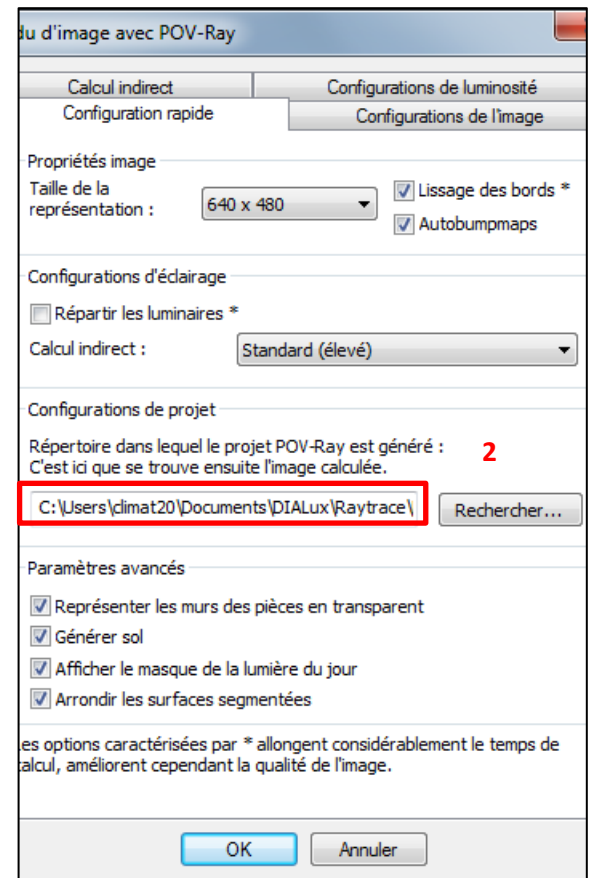 du d'image avec POV-Ray
Calcul indirect
Configurations de luminosité
Configuration rapide
Configurations de l'image
Propriétés image
Taille de la
représentation :
640 x 480
Lissage des bords *
Autobumpmaps
Configurations d'éclairage
Répartir les luminaires *
Calcul indirect :
Standard (élevé)
Configurations de projet
Répertoire dans lequel le projet POV-Ray est généré :
C'est ici que se trouve ensuite l'image calculée.
2
C:\Users\climat20\Documents\DIALux\Raytrace\
Rechercher...
Paramètres avancés
Représenter les murs des pièces en transparent
Générer sol
Afficher le masque de la lumière du jour
Arrondir les surfaces segmentées
es options caractérisées par * allongent considérablement le temps de
calcul, améliorent cependant la qualité de l'image.
OK
Annuler